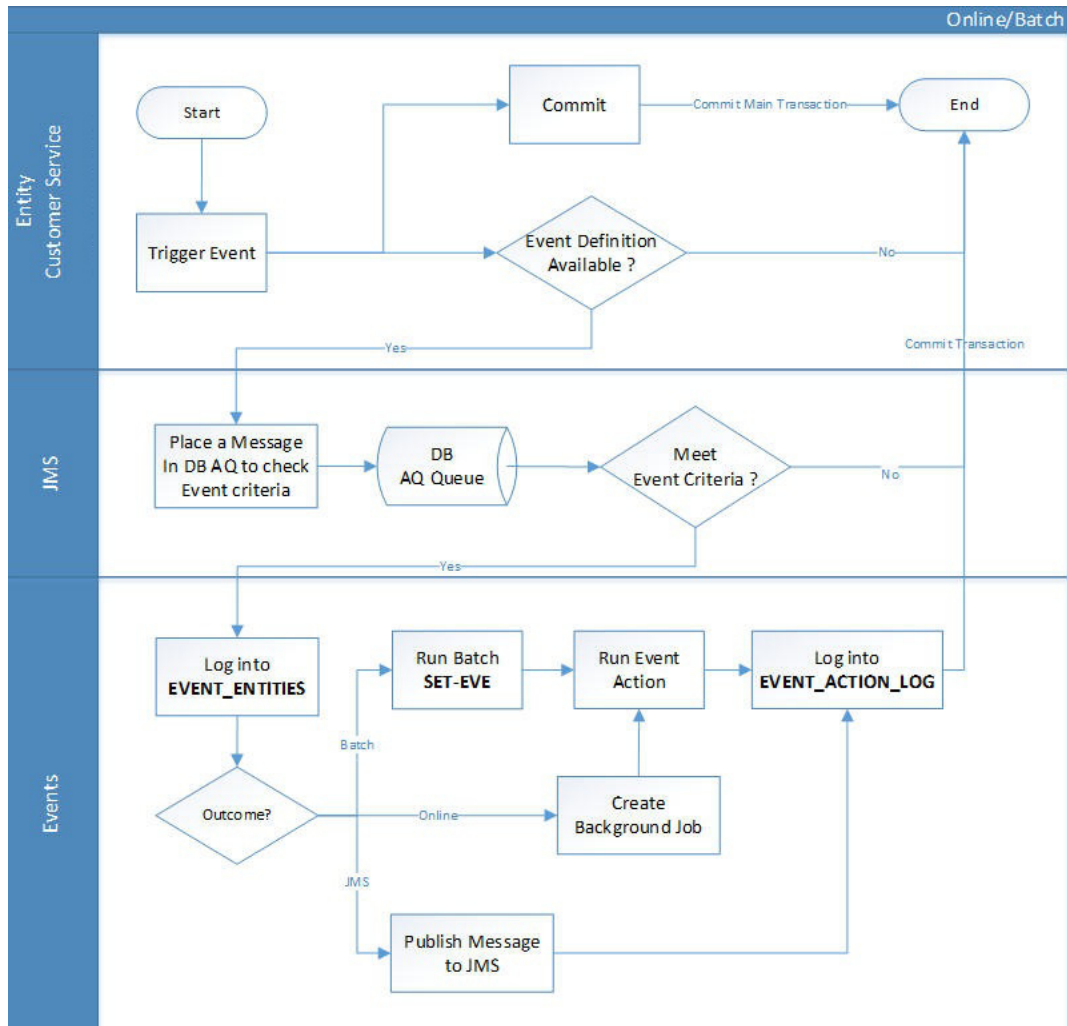 Online/Batch
Entity
Customer Service
Start
Commit
Commit Main Transaction
End
Trigger Event
Event Definition
Available ?
No
Yes
Commit Transaction
JMS
Place a Message
In DB AQ to check
Event criteria
DB
AQ Queue
Meet
Event Criteria ?
No
Yes
Events
Log into
EVENT_ENTITIES
Run Batch
SET-EVE
Run Event
Action
Log into
EVENT_ACTION_LOG
Batch
Outcome?
Online
Create
Background Job
JMS
Publish Message
to JMS